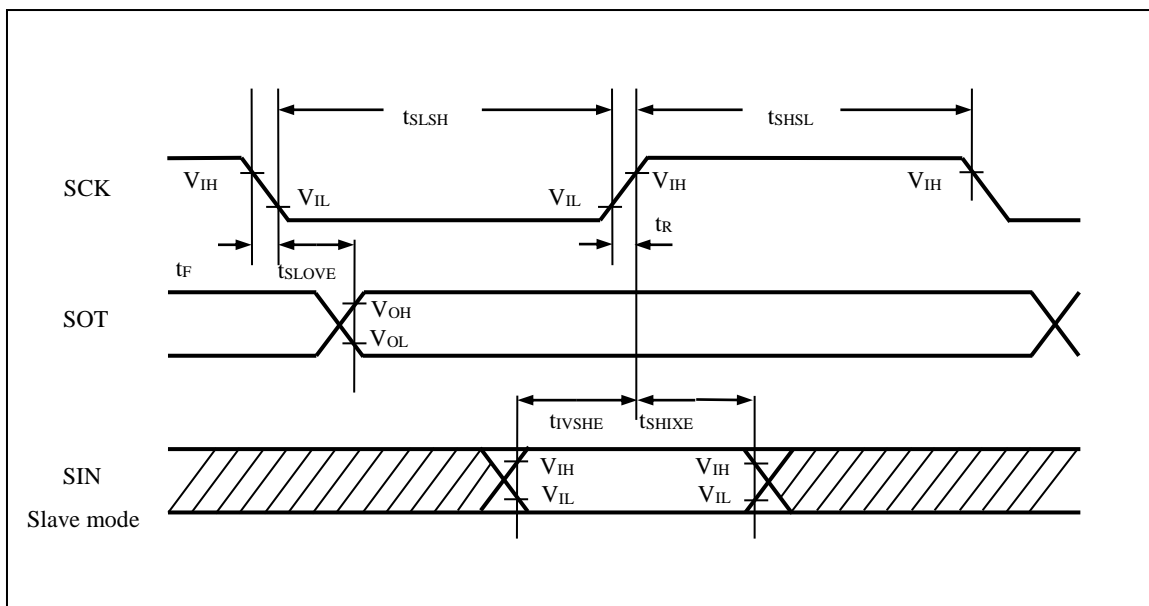 tSLSH
tSHSL
SCK
VIH
VIL
VIL
VIH
VIH
tR
tF
tSLOVE
SOT
VOH
VOL
tIVSHE
tSHIXE
SIN
VIH
VIH
VIL
VIL
Slave mode